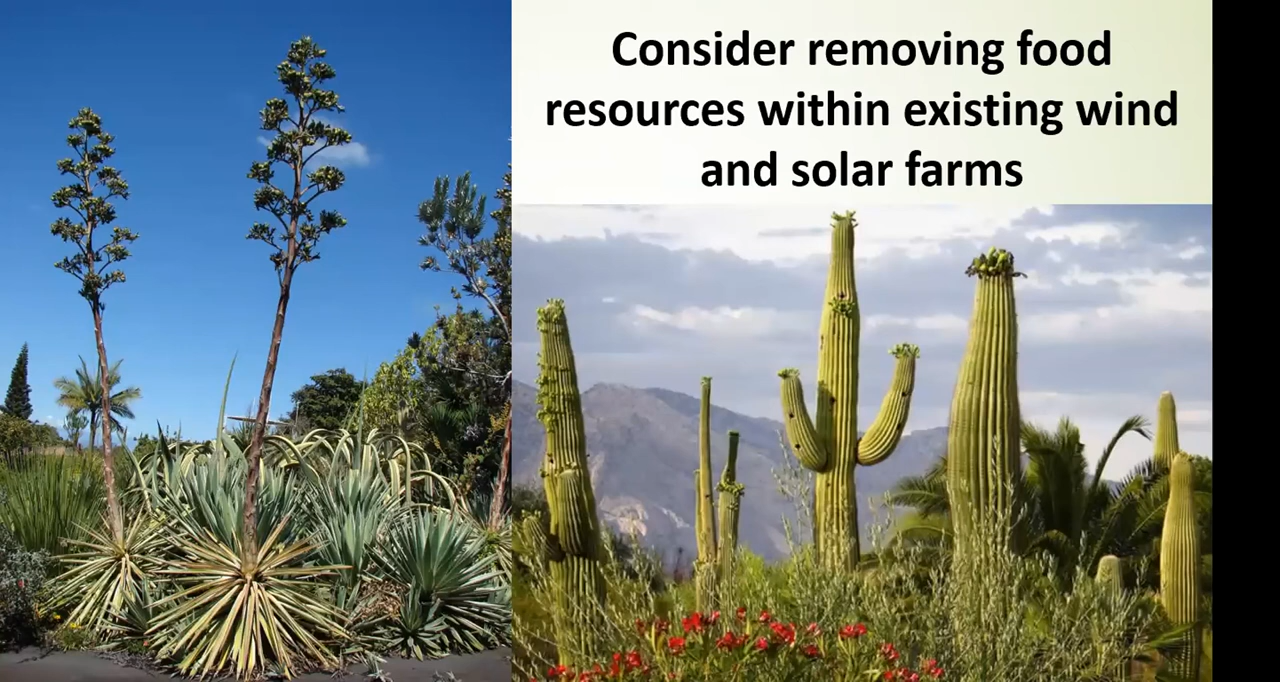 Consider removing food
resources within existing wind
and solar farms